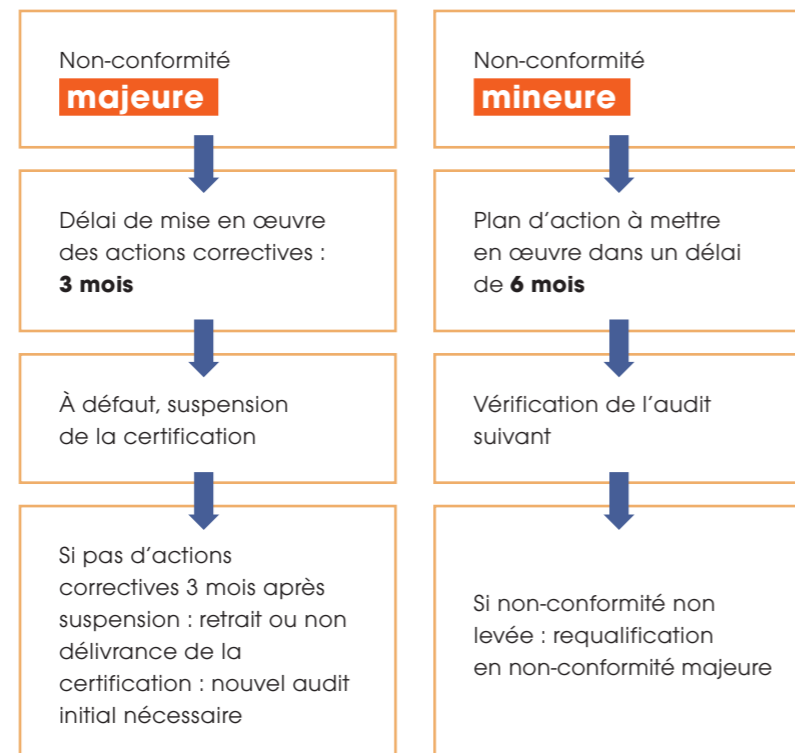 Non-conformité
majeure
Délai de mise en œuvre
des actions correctives :
3 mois
À défaut, suspension
de la certification
Si pas d’actions
correctives 3 mois après
suspension : retrait ou non
délivrance de la
certification : nouvel audit
initial nécessaire
Non-conformité
mineure
Plan d’action à mettre
en œuvre dans un délai
de 6 mois
Vérification de l’audit
suivant
Si non-conformité non
levée : requalification
en non-conformité majeure